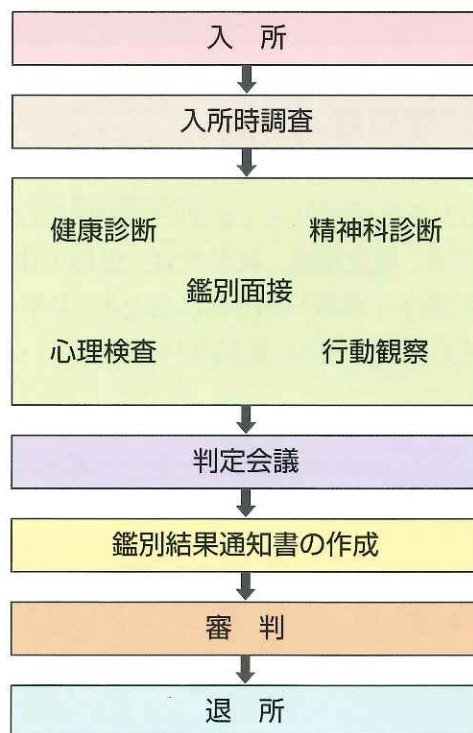 入　所
入所時調査
健康診断　精神科診断
鑑別面接
心理検査　行動観察
判定会議
鑑別結果通知書の作成
審　判
退　所